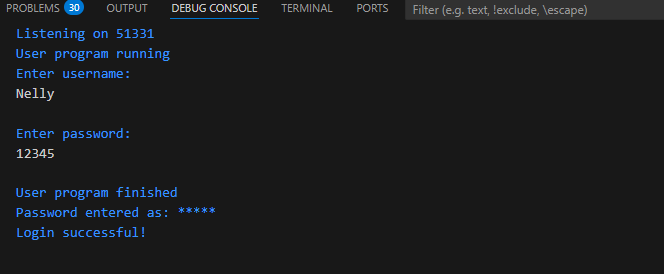 PROBLEMS 30 OUTPUT DEBUG CONSOLE TERMINAL PORTS Filter (e.g. text, !exclude, \escape)
Listening on 51331
User program running
Enter username:
Nelly
Enter password:
12345
User program finished
Password entered as: *****
Login successful!